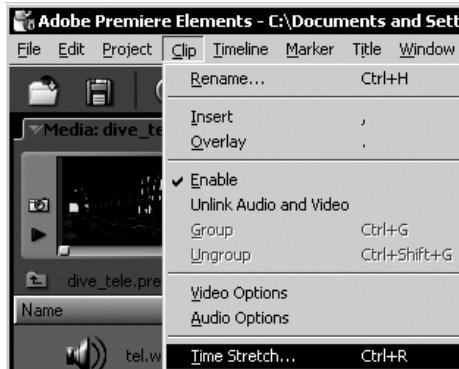 Adobe Premiere Elements - C:\Documents and Sett
File Edit Project Clip Timeline Marker Title Window
Rename... Ctrl+H
Insert ,
Overlay .
Enable
Unlink Audio and Video
Group Ctrl+G
Ungroup Ctrl+Shift+G
Video Options
Audio Options
Time Stretch... Ctrl+R
Media: dive_te
dive_tele.pre
Name
tel.w